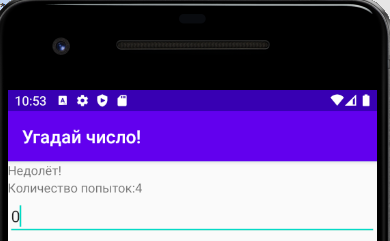 10:53
Угадай число!
Недолёт!
Количество попыток:4
0